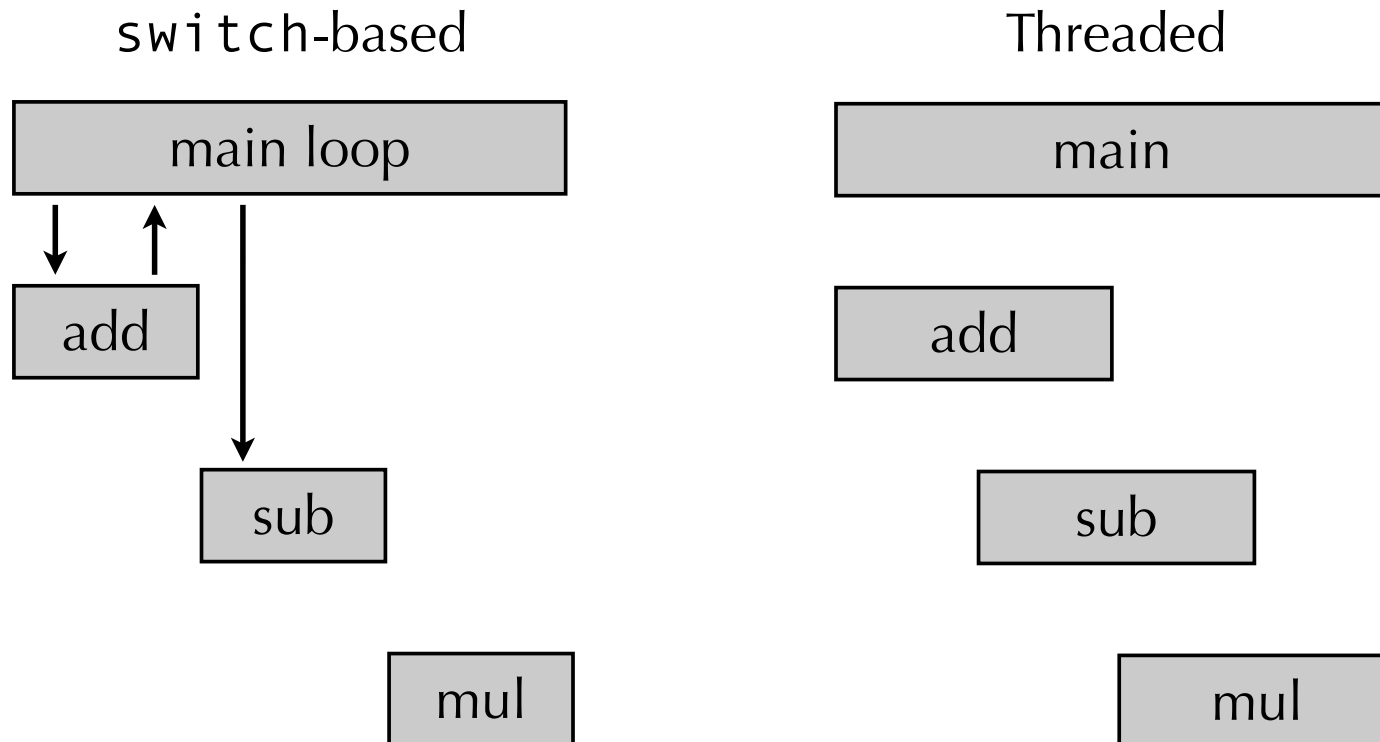 switch-based
main loop
add
sub
mul
Threaded
main
add
sub
mul